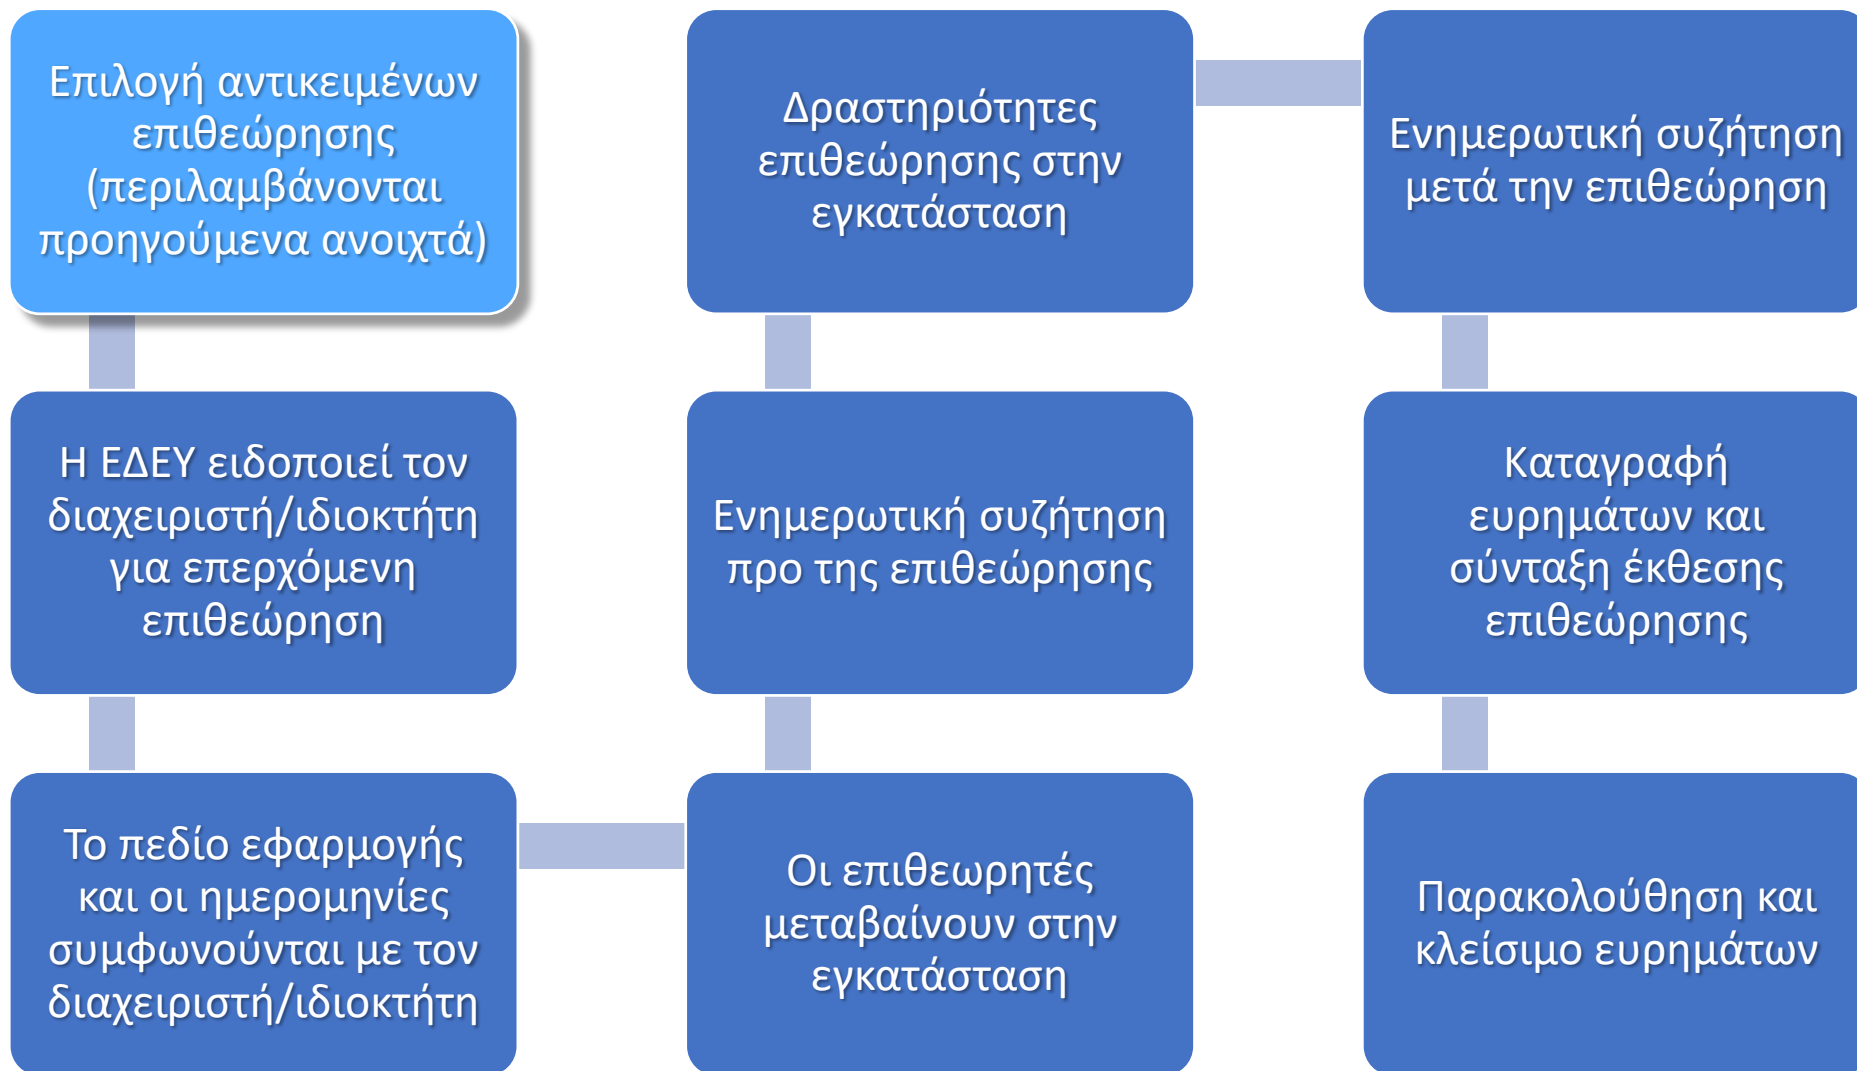 Επιλογή αντικειμένων
επιθεώρησης
(περιλαμβάνονται
προηγούμενα ανοιχτά)
Η ΕΔΕΥ ειδοποιεί τον
διαχειριστή/ιδιοκτήτη
για επερχόμενη
επιθεώρηση
Το πεδίο εφαρμογής
και οι ημερομηνίες
συμφωνούνται με τον
διαχειριστή/ιδιοκτήτη
Οι επιθεωρητές
μεταβαίνουν στην
εγκατάσταση
Ενημερωτική συζήτηση
προ της επιθεώρησης
Δραστηριότητες
επιθεώρησης στην
εγκατάσταση
Ενημερωτική συζήτηση
μετά την επιθεώρηση
Καταγραφή
ευρημάτων και
σύνταξη έκθεσης
επιθεώρησης
Παρακολούθηση και
κλείσιμο ευρημάτων